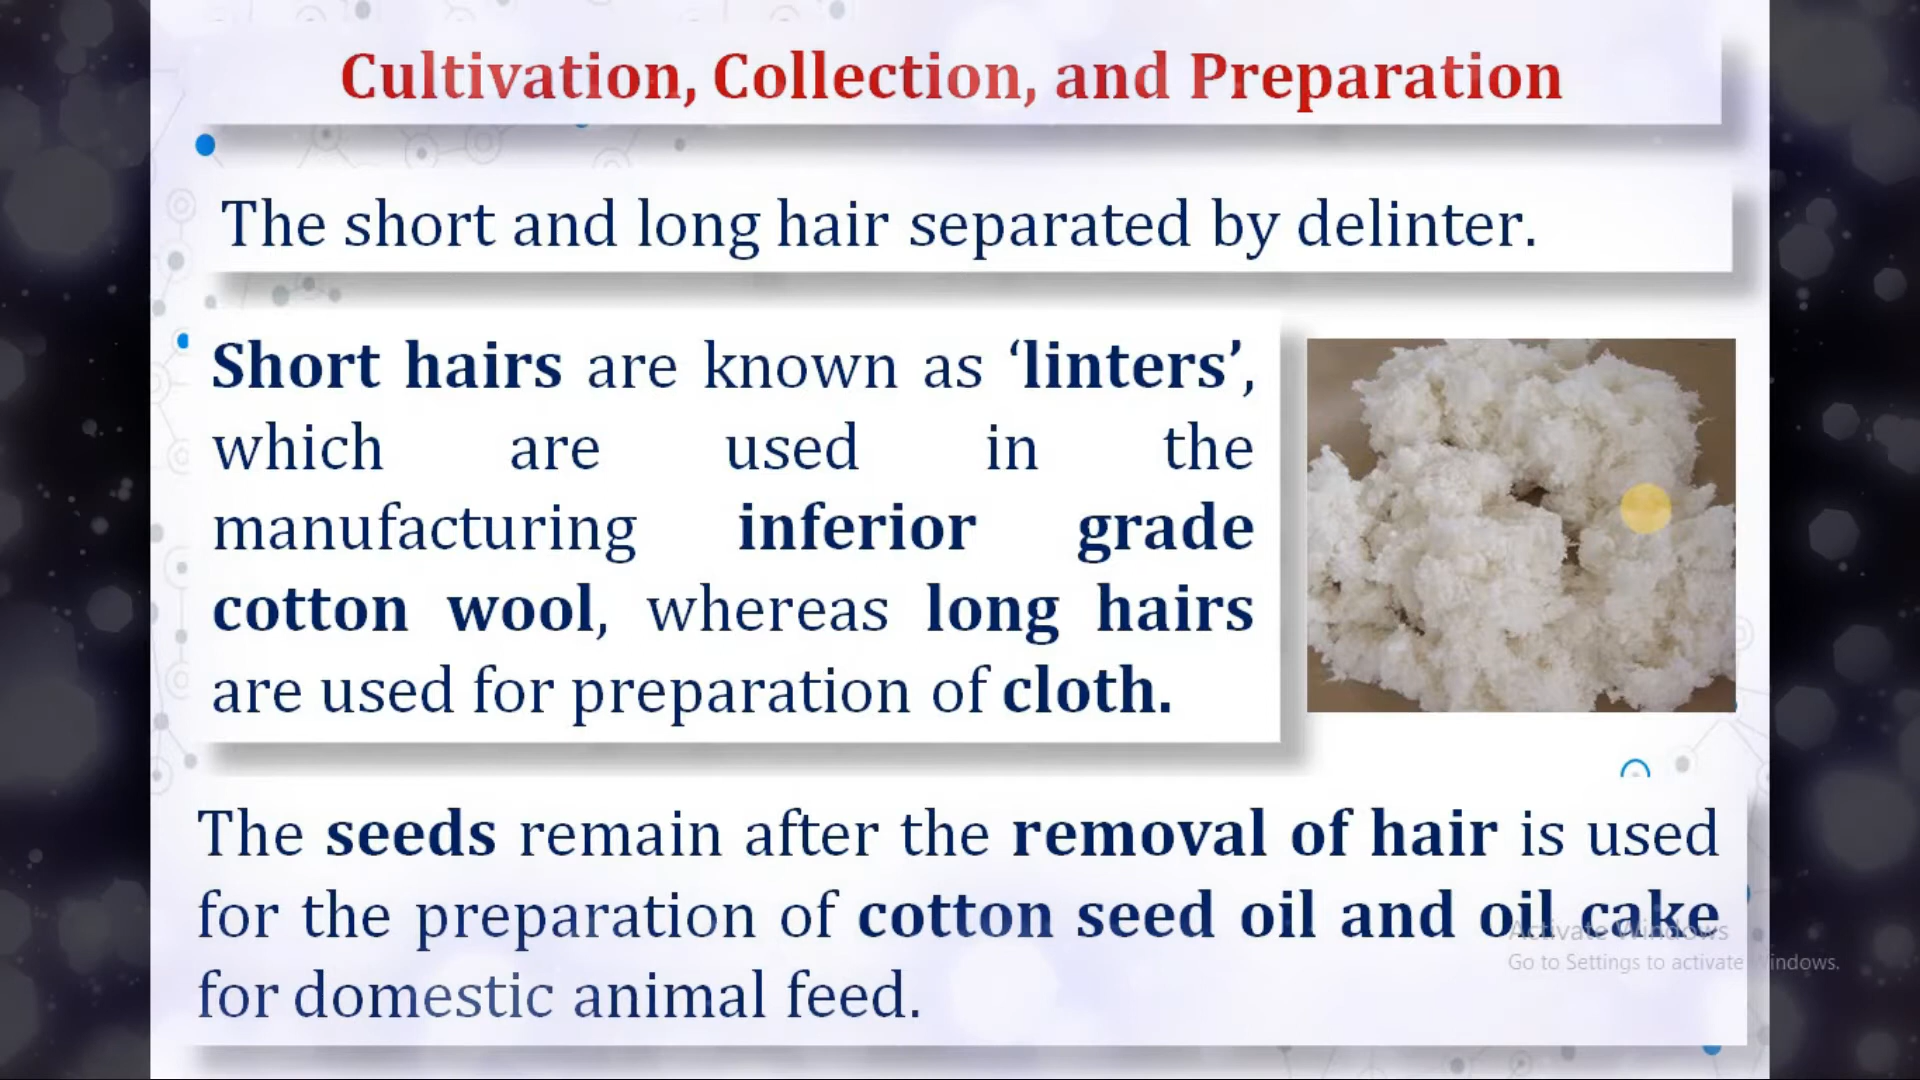 Cultivation, Collection, and Preparation
The short and long hair separated by delinter.
Short hairs are known as ‘linters’,
which are used in the
manufacturing inferior grade
cotton wool, whereas long hairs
are used for preparation of cloth.
The seeds remain after the removal of hair is used
for the preparation of cotton seed oil and oil cake
for domestic animal feed.
Activate Windows
Go to Settings to activate Windows.